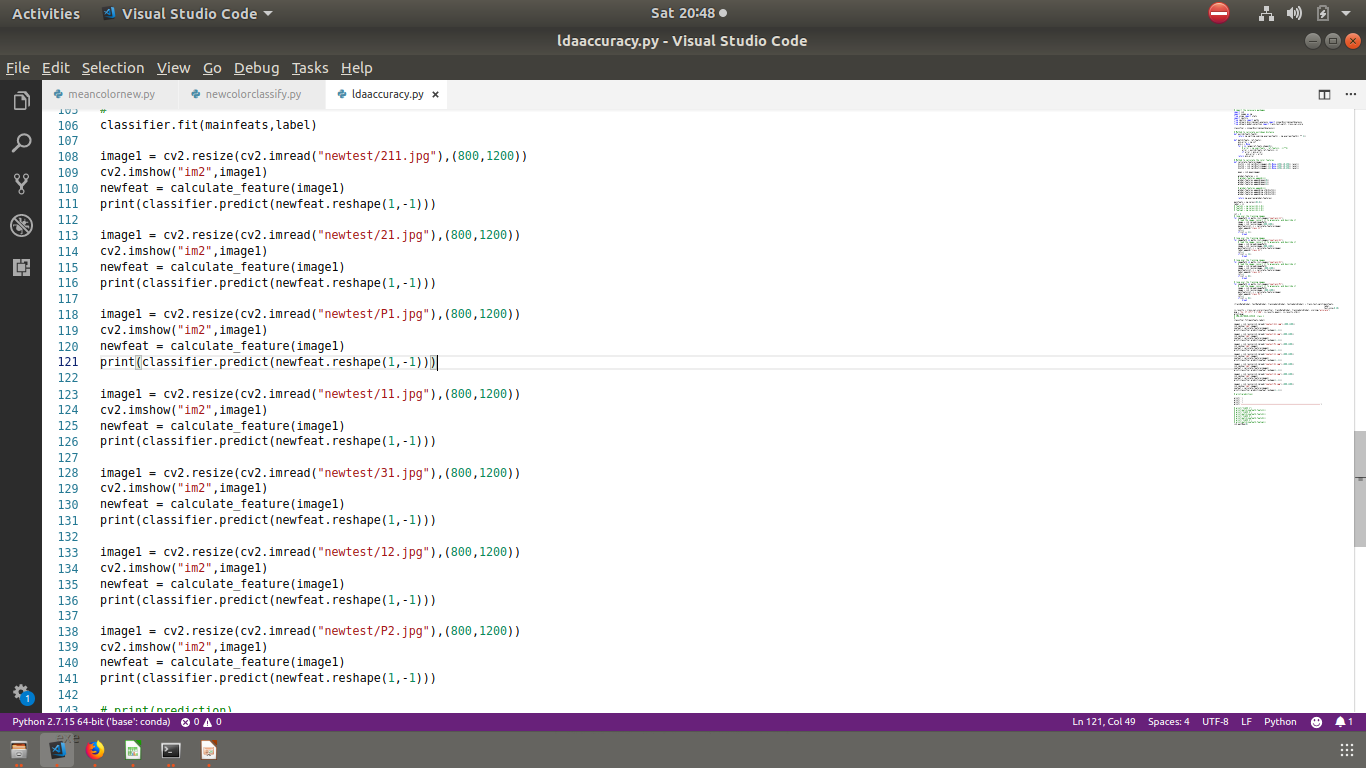 Activities Visual Studio Code Sat 20:48
ldaaccuracy.py - Visual Studio Code
File Edit Selection View Go Debug Tasks Help
meancolornew.py newcolorclassify.py ldaaccuracy.py ×
105 #
106 classifier.fit(mainfeats,label)
107
108 image1 = cv2.resize(cv2.imread("newtest/211.jpg"),(800,1200))
109 cv2.imshow("im2",image1)
110 newfeat = calculate_feature(image1)
111 print(classifier.predict(newfeat.reshape(1,-1)))
112
113 image1 = cv2.resize(cv2.imread("newtest/21.jpg"),(800,1200))
114 cv2.imshow("im2",image1)
115 newfeat = calculate_feature(image1)
116 print(classifier.predict(newfeat.reshape(1,-1)))
117
118 image1 = cv2.resize(cv2.imread("newtest/P1.jpg"),(800,1200))
119 cv2.imshow("im2",image1)
120 newfeat = calculate_feature(image1)
121 print(classifier.predict(newfeat.reshape(1,-1)))
122
123 image1 = cv2.resize(cv2.imread("newtest/11.jpg"),(800,1200))
124 cv2.imshow("im2",image1)
125 newfeat = calculate_feature(image1)
126 print(classifier.predict(newfeat.reshape(1,-1)))
127
128 image1 = cv2.resize(cv2.imread("newtest/31.jpg"),(800,1200))
129 cv2.imshow("im2",image1)
130 newfeat = calculate_feature(image1)
131 print(classifier.predict(newfeat.reshape(1,-1)))
132
133 image1 = cv2.resize(cv2.imread("newtest/12.jpg"),(800,1200))
134 cv2.imshow("im2",image1)
135 newfeat = calculate_feature(image1)
136 print(classifier.predict(newfeat.reshape(1,-1)))
137
138 image1 = cv2.resize(cv2.imread("newtest/P2.jpg"),(800,1200))
139 cv2.imshow("im2",image1)
140 newfeat = calculate_feature(image1)
141 print(classifier.predict(newfeat.reshape(1,-1)))
142
143 # print(prediction)
1
Python 2.7.15 64-bit ('base': conda) 0 0 Ln 121, Col 49 Spaces: 4 UTF-8 LF Python 1
exe